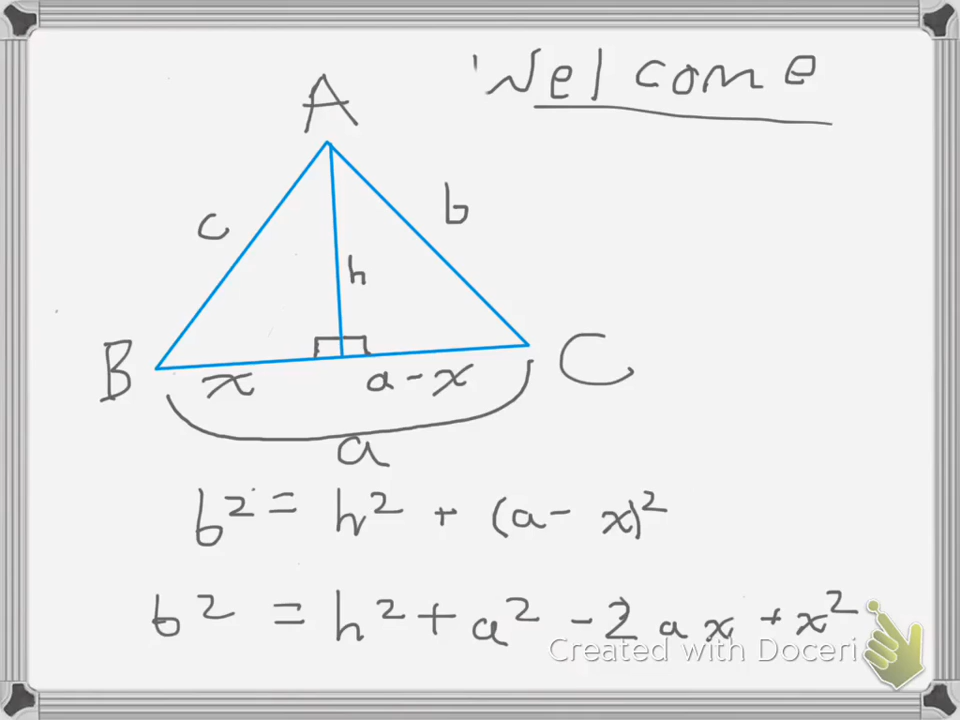 Welcome
A
c
b
h
B
C
x
a - x
a
b² = h² + (a - x)²
b² = h² + a² - 2ax + x²
Created with Doceri